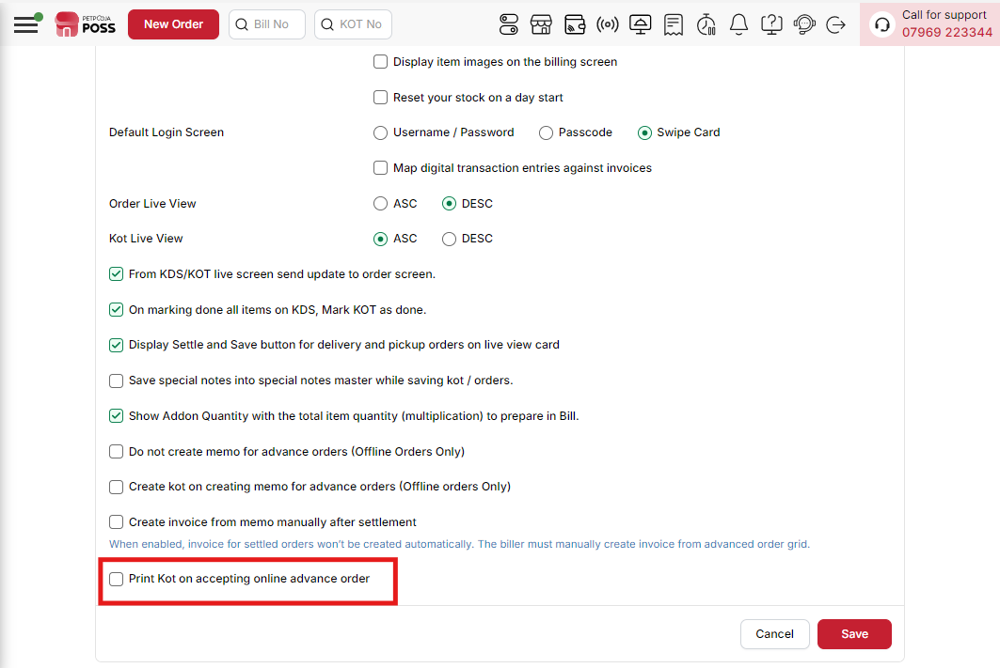 PETPOOJA
POSS
New Order
Bill No
KOT No
Call for support
07969 223344
Display item images on the billing screen
Reset your stock on a day start
Default Login Screen
Username / Password
Passcode
Swipe Card
Map digital transaction entries against invoices
Order Live View
ASC
DESC
Kot Live View
ASC
DESC
From KDS/KOT live screen send update to order screen.
On marking done all items on KDS, Mark KOT as done.
Display Settle and Save button for delivery and pickup orders on live view card
Save special notes into special notes master while saving kot / orders.
Show Addon Quantity with the total item quantity (multiplication) to prepare in Bill.
Do not create memo for advance orders (Offline Orders Only)
Create kot on creating memo for advance orders (Offline orders Only)
Create invoice from memo manually after settlement
When enabled, invoice for settled orders won't be created automatically. The biller must manually create invoice from advanced order grid.
Print Kot on accepting online advance order
Cancel
Save